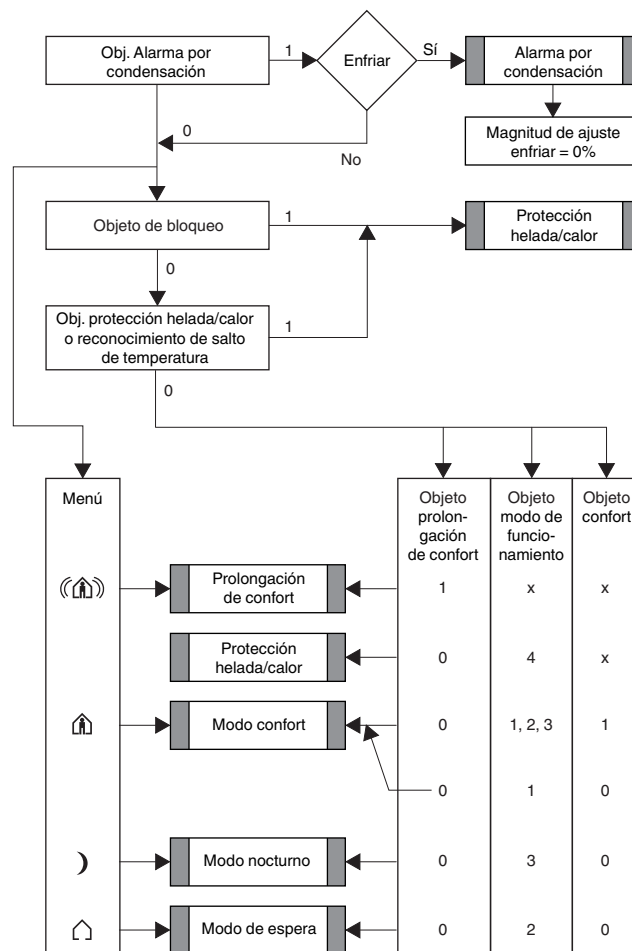 Obj. Alarma por
condensación
1
Enfriar
Sí
Alarma por
condensación
Magnitud de ajuste
enfriar = 0%
0
No
Objeto de bloqueo
1
Protección
helada/calor
0
Obj. protección helada/calor
o reconocimiento de salto
de temperatura
1
0
Menú
Objeto
prolon-
gación
de confort
Objeto
modo de
funcio-
namiento
Objeto
confort
Prolongación
de confort
1 x x
Protección
helada/calor
0 4 x
Modo confort
0 1, 2, 3 1
0 1 0
Modo nocturno
0 3 0
Modo de espera
0 2 0